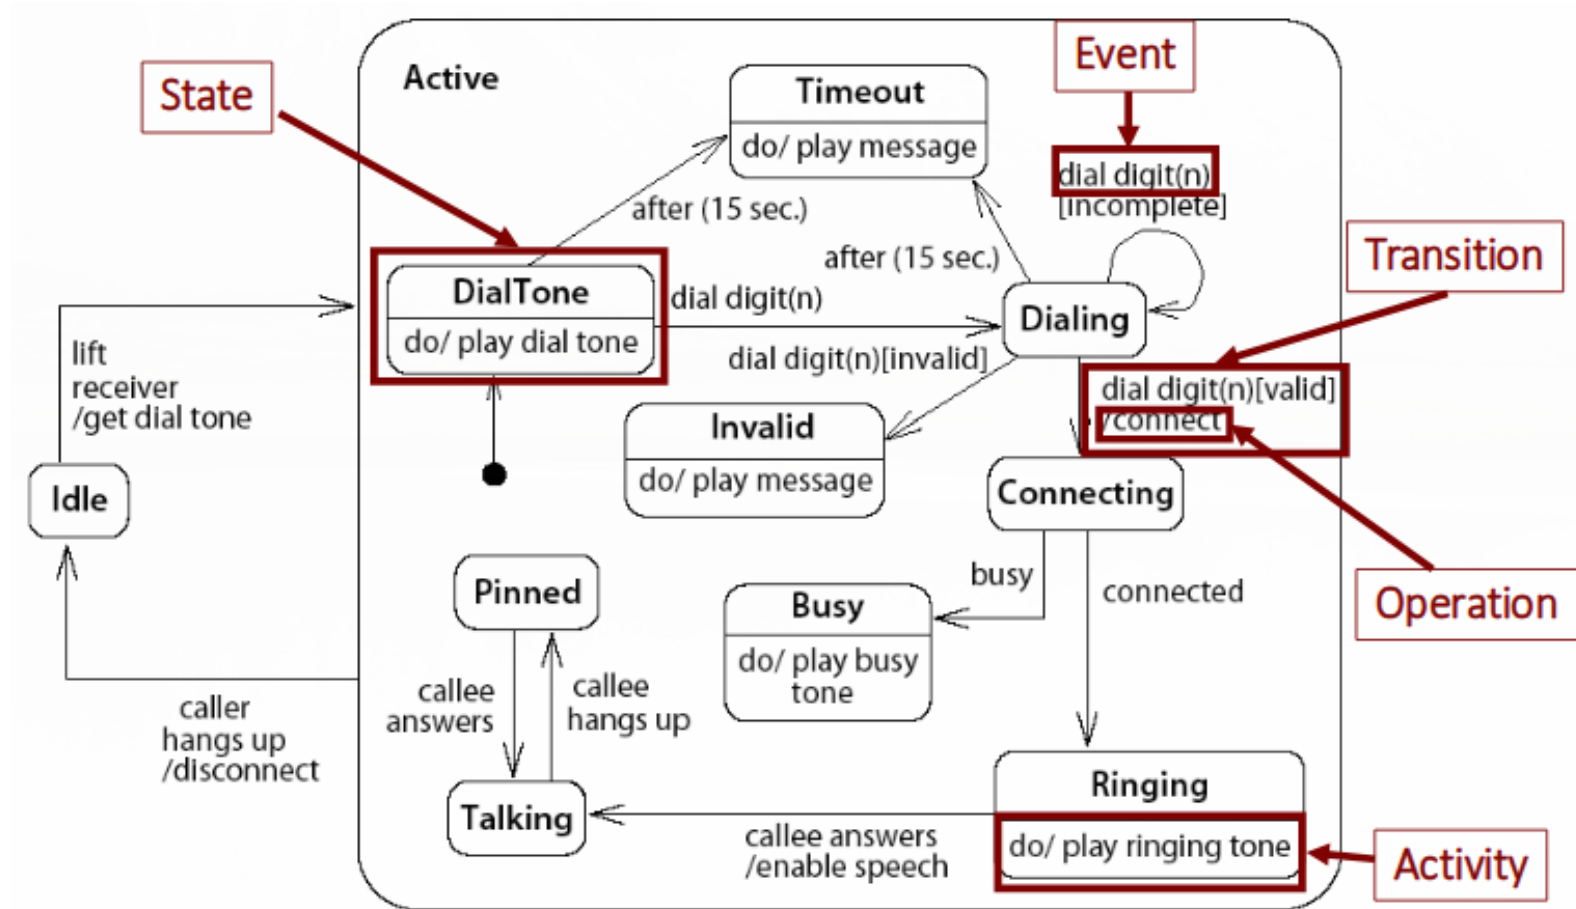 Event
State
Active
Timeout
do/ play message
dial digit(n)
[incomplete]
after (15 sec.)
after (15 sec.)
Transition
DialTone
do/ play dial tone
dial digit(n)
Dialing
lift
receiver
/get dial tone
dial digit(n)[invalid]
dial digit(n)[valid]
/connect
Invalid
do/ play message
Idle
Connecting
Operation
Pinned
busy
connected
Busy
do/ play busy
tone
callee
answers
callee
hangs up
caller
hangs up
/disconnect
Ringing
do/ play ringing tone
Talking
callee answers
/enable speech
Activity